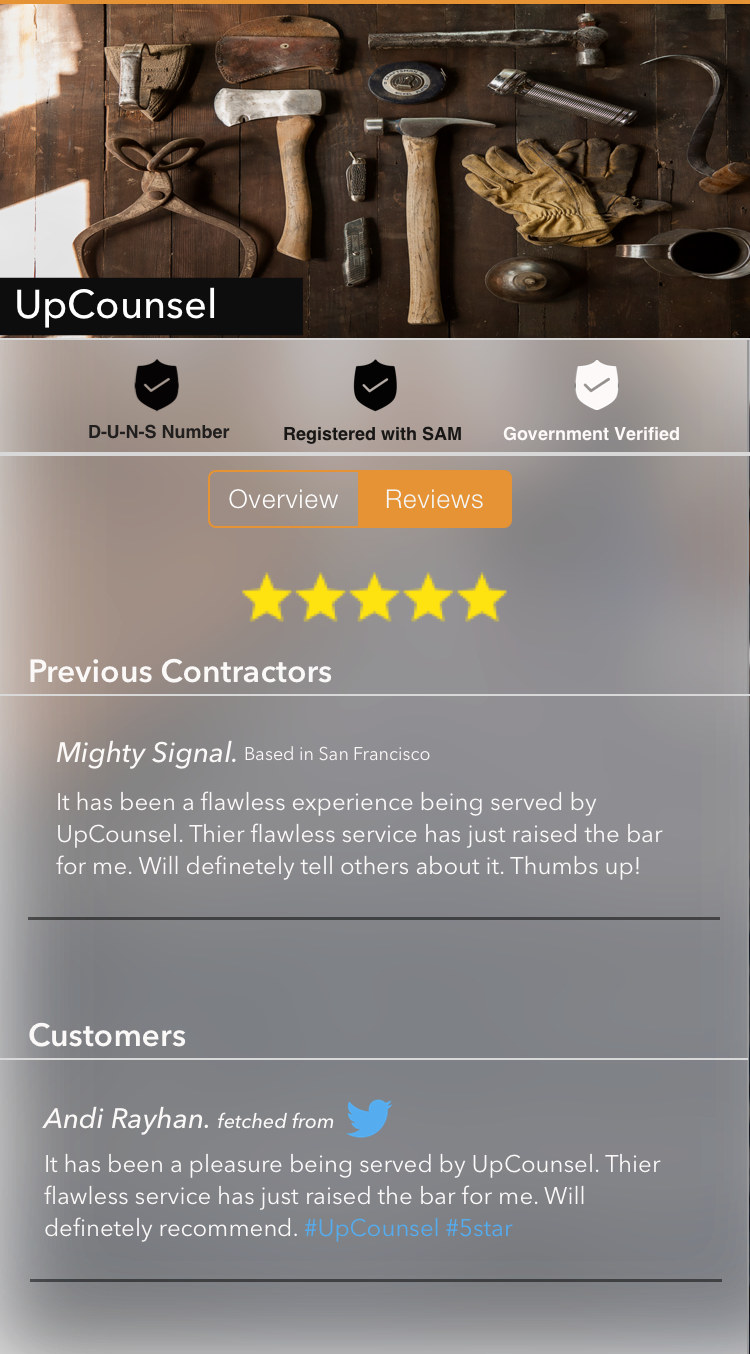 UpCounsel
D-U-N-S Number
Registered with SAM
Government Verified
Overview
Reviews
Previous Contractors
Mighty Signal. Based in San Francisco
It has been a flawless experience being served by
UpCounsel. Thier flawless service has just raised the bar
for me. Will definetely tell others about it. Thumbs up!
Customers
Andi Rayhan. fetched from
It has been a pleasure being served by UpCounsel. Thier
flawless service has just raised the bar for me. Will
definetely recommend. #UpCounsel #5star